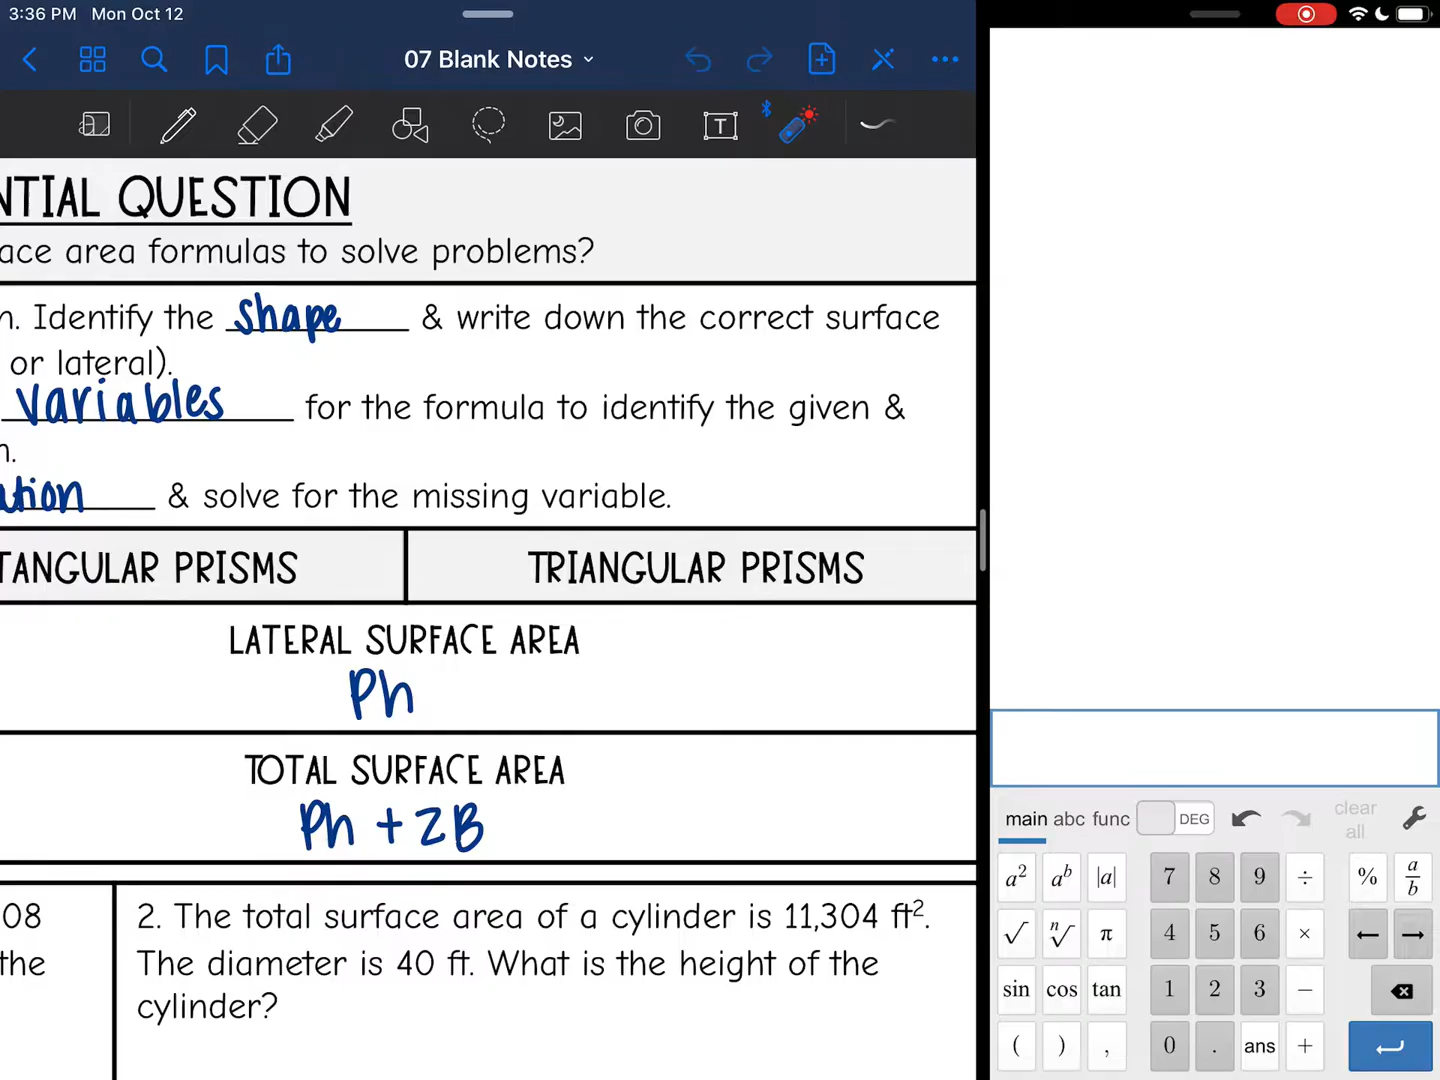 3:36 PM Mon Oct 12
07 Blank Notes
T
NTIAL QUESTION
ace area formulas to solve problems?
n. Identify the shape & write down the correct surface
or lateral).
variables for the formula to identify the given &
n.
ation & solve for the missing variable.
TANGULAR PRISMS
TRIANGULAR PRISMS
LATERAL SURFACE AREA
Ph
TOTAL SURFACE AREA
Ph + 2B
08
the
2. The total surface area of a cylinder is 11,304 ft².
The diameter is 40 ft. What is the height of the
cylinder?
main abc func DEG clear all
a² aᵇ |a| 7 8 9 ÷ % a/b
√ ⁿ√ π 4 5 6 × ← →
sin cos tan 1 2 3 −
( ) , 0 . ans +